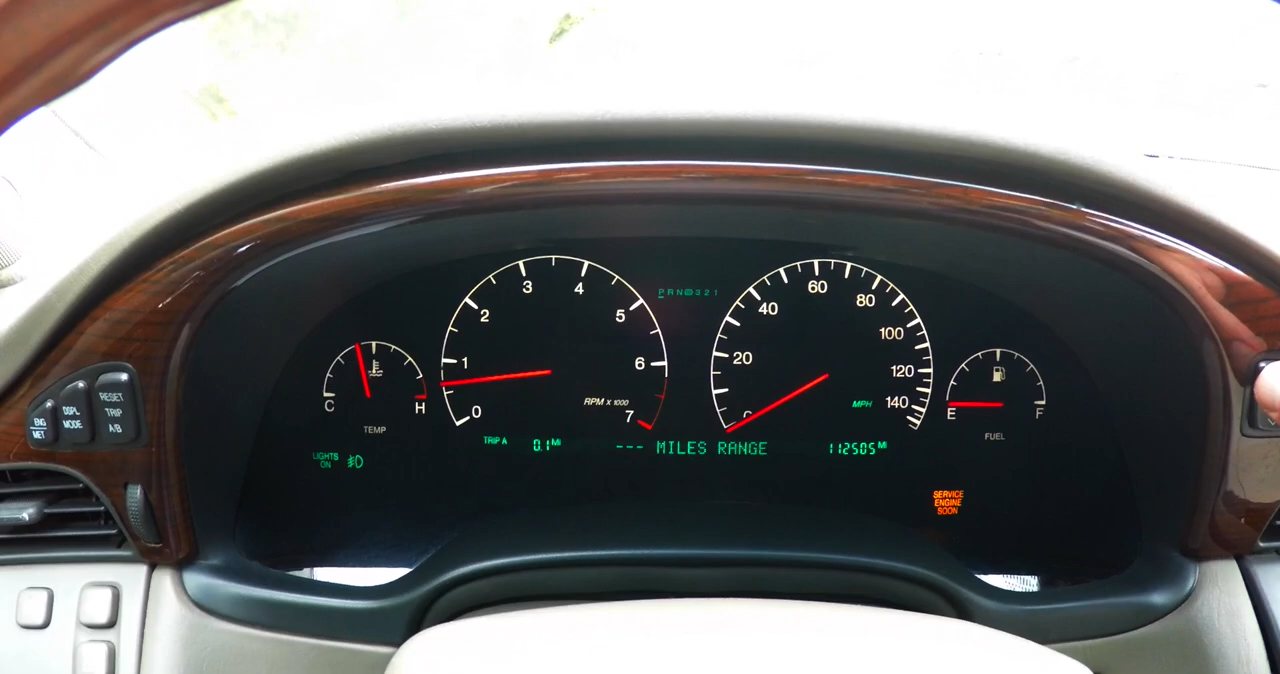 PRND321
3
4
60
2
5
40
80
100
1
6
20
120
C
H
0
RPM x 1000
7
MPH
140
E
F
TEMP
FUEL
RESET
TRIP
A/B
DSPL
MODE
ENG
MET
TRIP A
0.1 MI
--- MILES RANGE
112505 MI
LIGHTS
ON
SERVICE
ENGINE
SOON